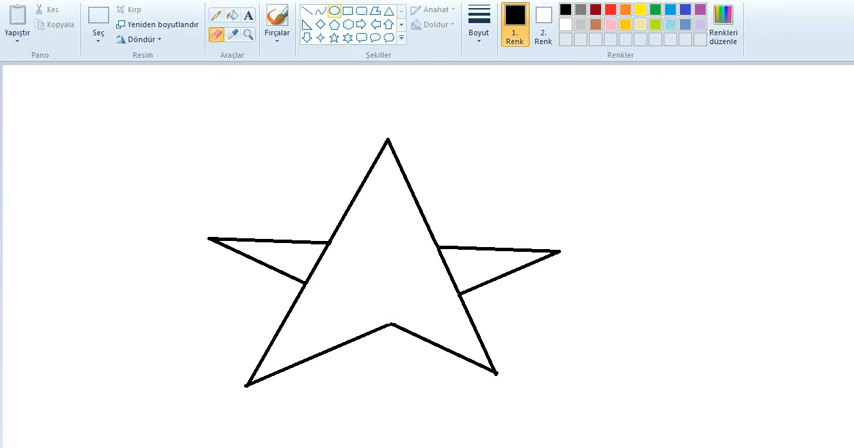 Yapıştır
Kes
Kopyala
Pano
Seç
Kırp
Yeniden boyutlandır
Döndür
Resim
A
Araçlar
Fırçalar
Anahat
Doldur
Şekiller
Boyut
1.
Renk
2.
Renk
Renkleri
düzenle
Renkler